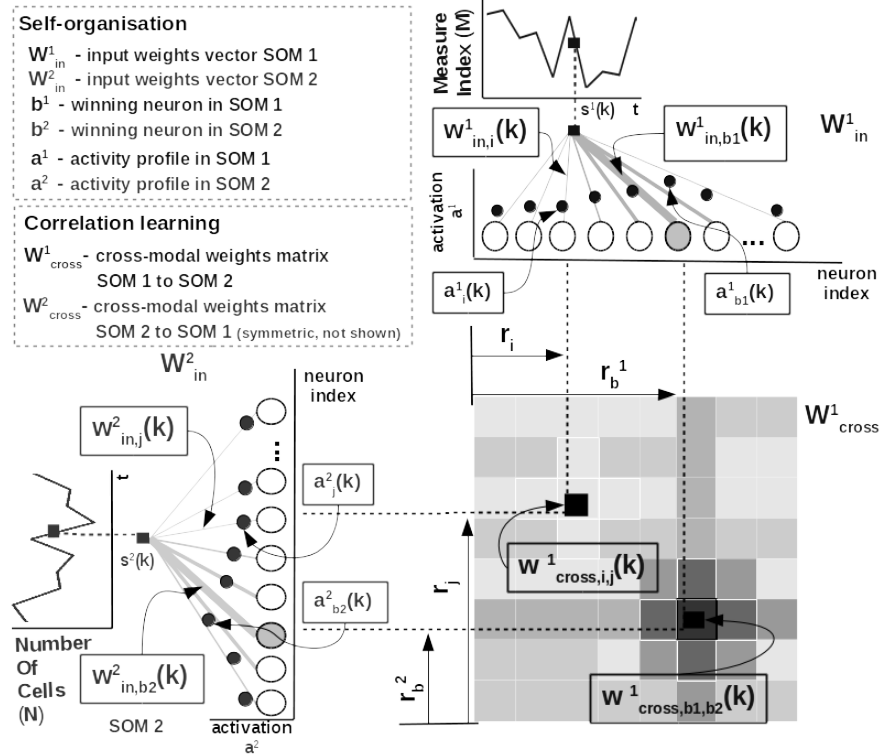 Self-organisation
W¹in - input weights vector SOM 1
W²in - input weights vector SOM 2
b¹ - winning neuron in SOM 1
b² - winning neuron in SOM 2
a¹ - activity profile in SOM 1
a² - activity profile in SOM 2
Correlation learning
W¹cross - cross-modal weights matrix
SOM 1 to SOM 2
W²cross - cross-modal weights matrix
SOM 2 to SOM 1 (symmetric, not shown)
Measure
Index (M)
s¹(k)
t
w¹in,i(k)
w¹in,b1(k)
W¹in
activation
a¹
...
a¹i(k)
a¹b1(k)
neuron
index
ri
rb¹
W¹cross
w¹cross,i,j(k)
w¹cross,b1,b2(k)
rj
rb²
W²in
neuron
index
w²in,j(k)
...
a²j(k)
t
s²(k)
a²b2(k)
w²in,b2(k)
Number
Of
Cells
(N)
SOM 2
activation
a²